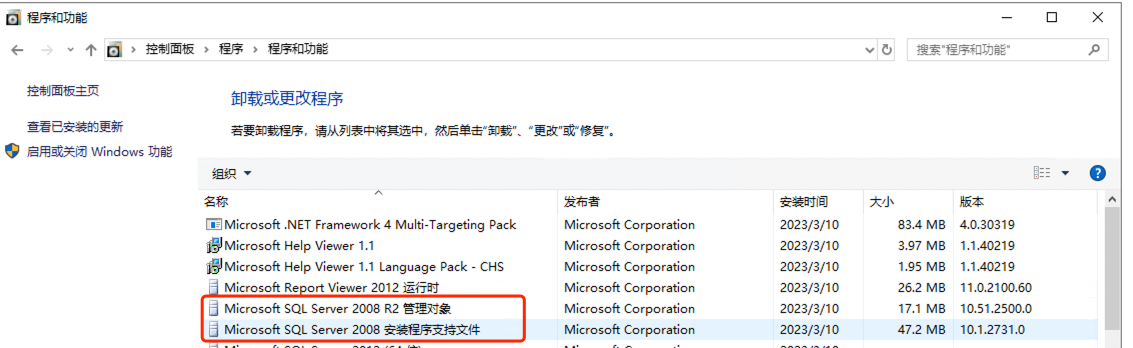 程序和功能
控制面板 程序 程序和功能
搜索"程序和功能"
控制面板主页
查看已安装的更新
启用或关闭 Windows 功能
卸载或更改程序
若要卸载程序，请从列表中将其选中，然后单击"卸载"、"更改"或"修复"。
组织
名称 发布者 安装时间 大小 版本
Microsoft .NET Framework 4 Multi-Targeting Pack Microsoft Corporation 2023/3/10 83.4 MB 4.0.30319
Microsoft Help Viewer 1.1 Microsoft Corporation 2023/3/10 3.97 MB 1.1.40219
Microsoft Help Viewer 1.1 Language Pack - CHS Microsoft Corporation 2023/3/10 1.95 MB 1.1.40219
Microsoft Report Viewer 2012 运行时 Microsoft Corporation 2023/3/10 26.2 MB 11.0.2100.60
Microsoft SQL Server 2008 R2 管理对象 Microsoft Corporation 2023/3/10 17.1 MB 10.51.2500.0
Microsoft SQL Server 2008 安装程序支持文件 Microsoft Corporation 2023/3/10 47.2 MB 10.1.2731.0